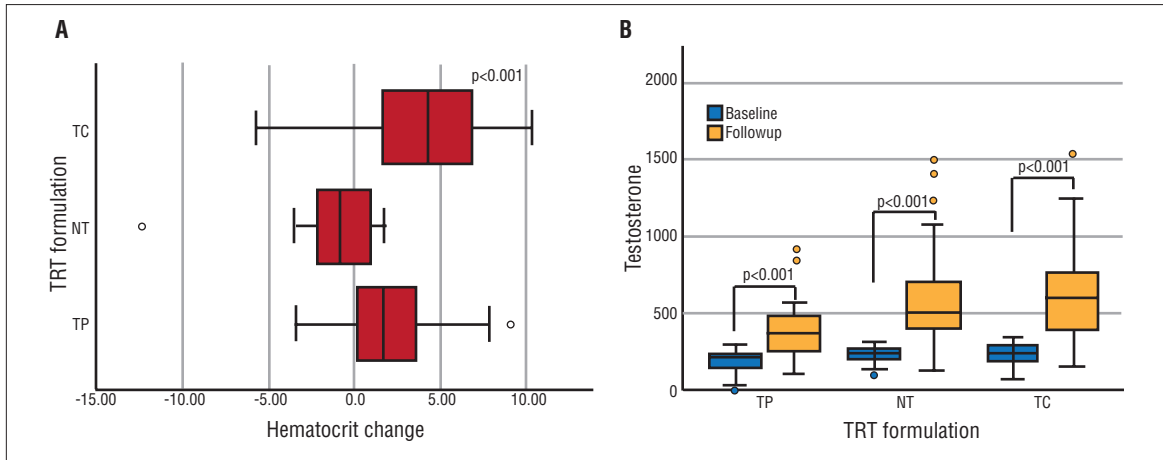 A
p<0.001
TC
NT
TP
TRT formulation
-15.00 -10.00 -5.00 0.0 5.00 10.00
Hematocrit change
B
2000
1500
1000
500
0
Testosterone
Baseline
Followup
p<0.001
p<0.001
p<0.001
TP NT TC
TRT formulation